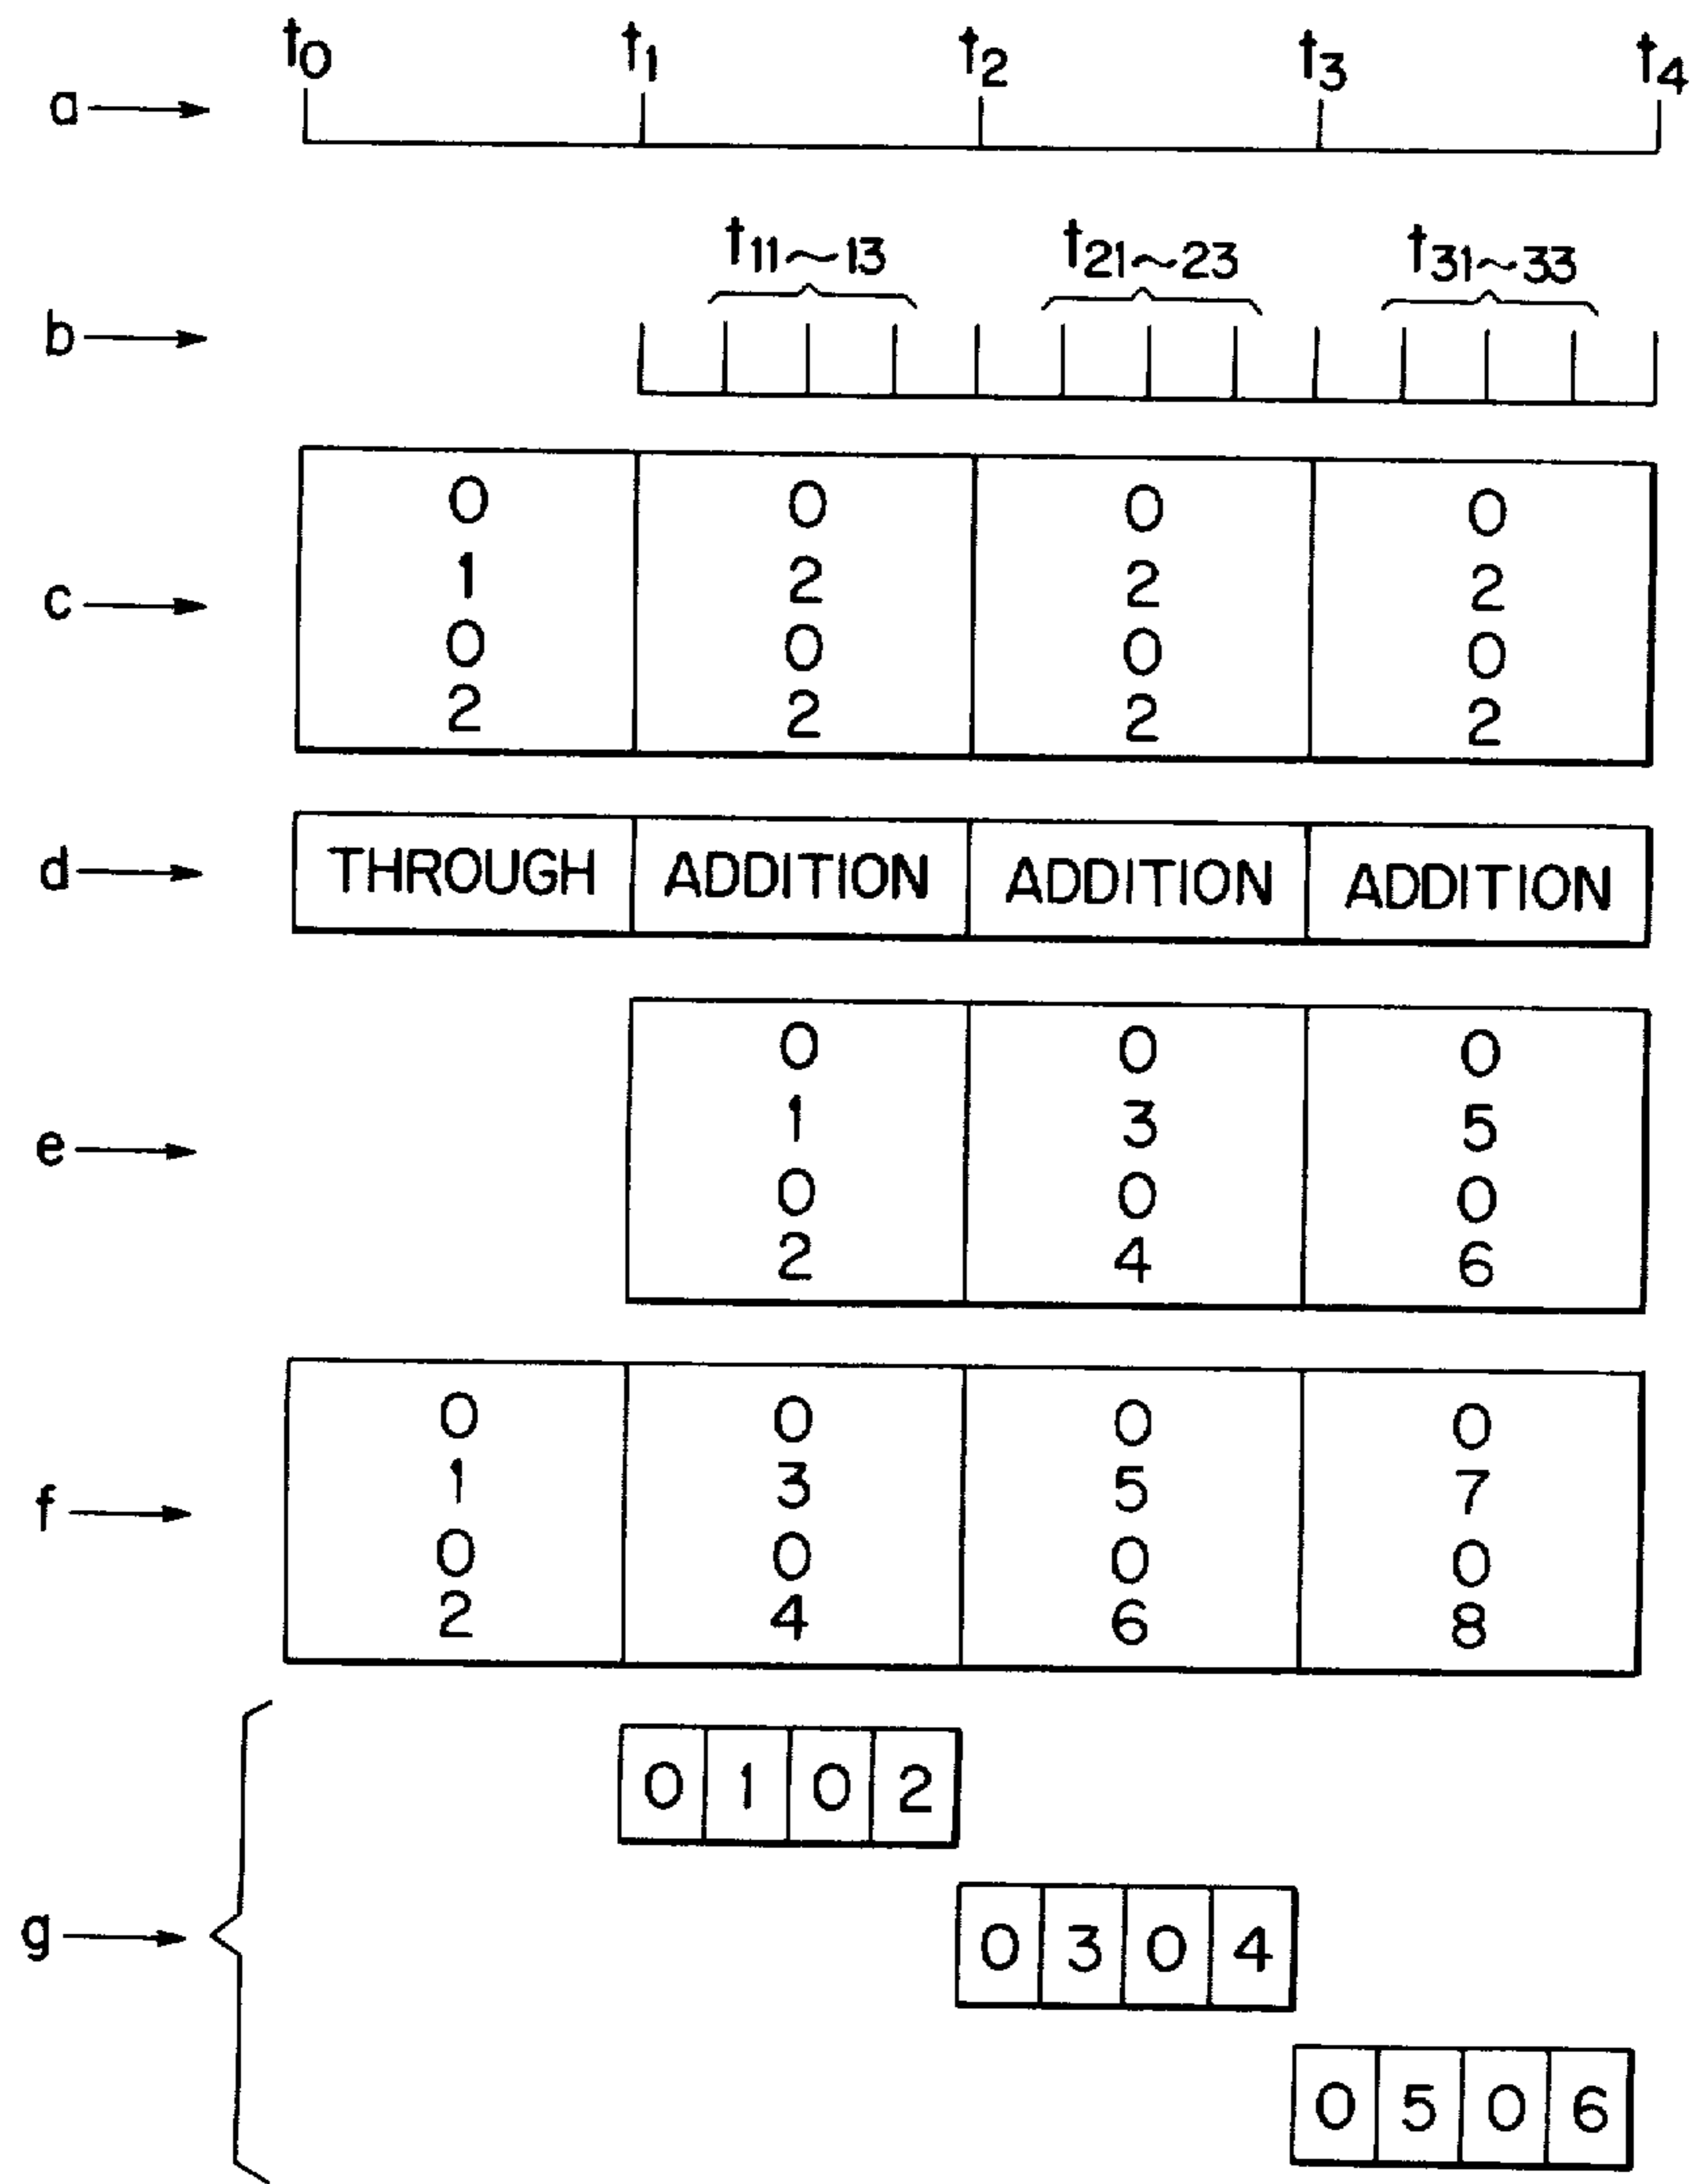 t0 t1 t2 t3 t4
a
t11~13 t21~23 t31~33
b
0 0 0 0
1 2 2 2
c
0 0 0 0
2 2 2 2
d THROUGH ADDITION ADDITION ADDITION
0 0 0
1 3 5
e
0 0 0
2 4 6
0 0 0 0
1 3 5 7
f
0 0 0 0
2 4 6 8
0 1 0 2
g 0 3 0 4
0 5 0 6